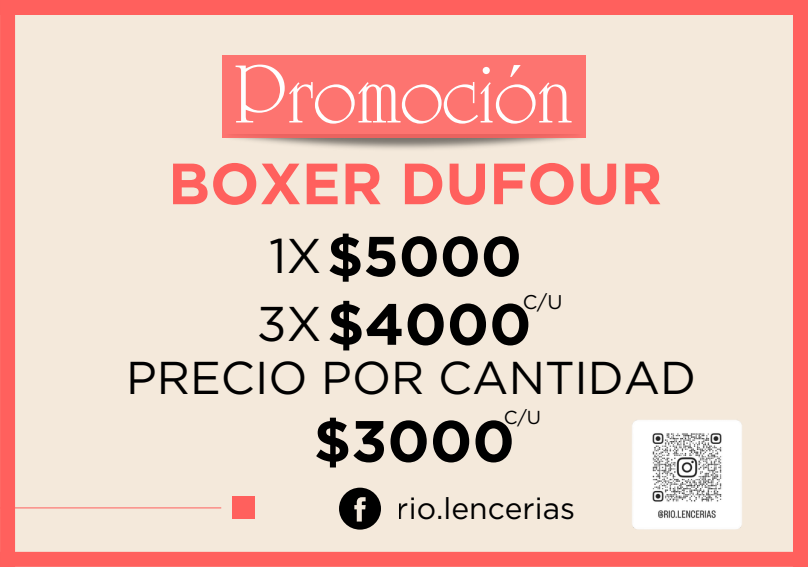 Promoción
BOXER DUFOUR
1X $5000
3X $4000 C/U
PRECIO POR CANTIDAD
$3000 C/U
rio.lencerias
@RIO.LENCERIAS